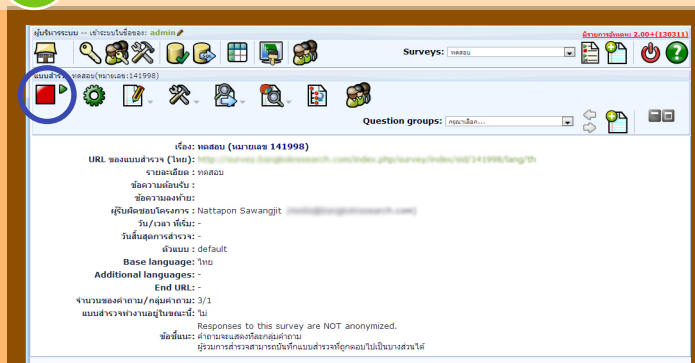 ผู้บริหารระบบ -- เข้าระบบในชื่อของ: admin
มีรายการอัพเดท: 2.00+(130311)
Surveys: ทดสอบ
แบบสำรวจ ทดสอบ(หมายเลข:141998)
Question groups: กรุณาเลือก...
เรื่อง: ทดสอบ (หมายเลข 141998)
URL ของแบบสำรวจ (ไทย): http://survey.bangkokresearch.com/index.php/survey/index/sid/141998/lang/th
รายละเอียด : ทดสอบ
ข้อความต้อนรับ :
ข้อความลงท้าย:
ผู้รับผิดชอบโครงการ : Nattapon Sawangjit
วัน/เวลา ที่เริ่ม: -
วันสิ้นสุดการสำรวจ: -
ตัวแบบ : default
Base language: ไทย
Additional languages: -
End URL: -
จำนวนของคำถาม/กลุ่มคำถาม: 3/1
แบบสำรวจทำงานอยู่ในขณะนี้: ไม่
Responses to this survey are NOT anonymized.
ข้อชี้แนะ: คำถามจะแสดงทีละกลุ่มคำถาม
ผู้ร่วมการสำรวจสามารถบันทึกแบบสำรวจที่ถูกตอบไปเป็นบางส่วนได้